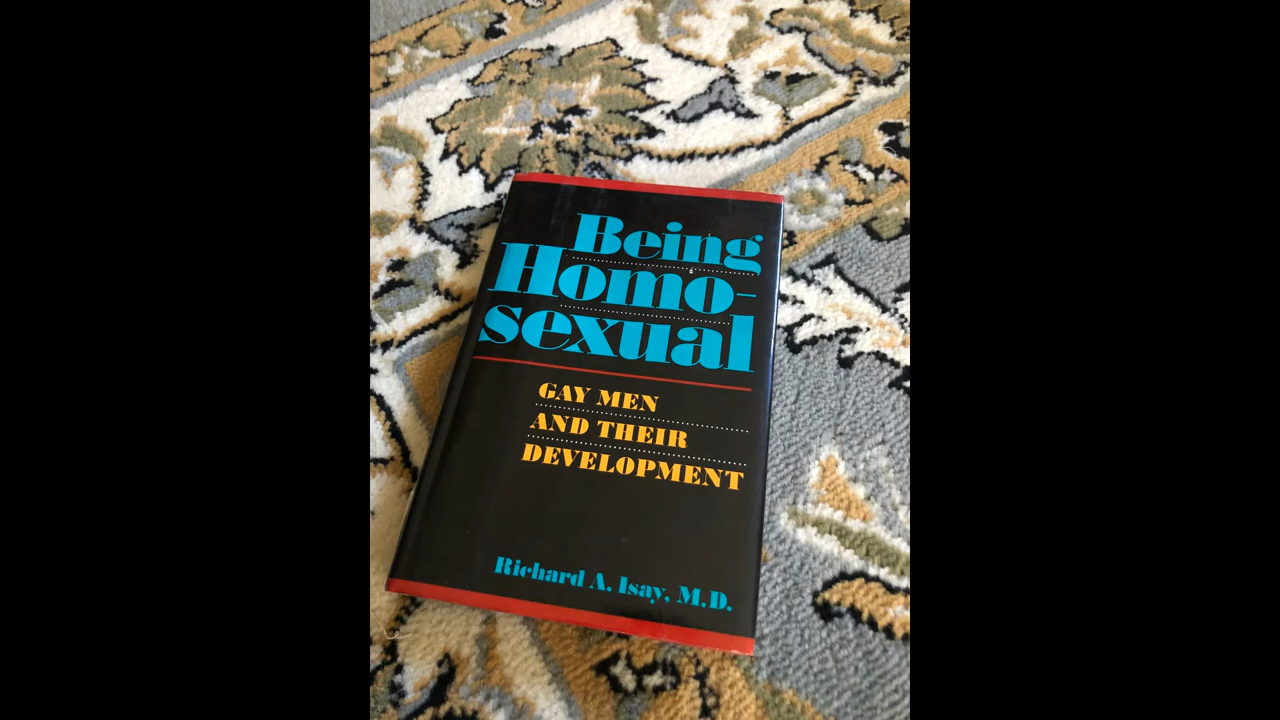 Being
Homo-
sexual
GAY MEN
AND THEIR
DEVELOPMENT
Richard A. Isay, M.D.